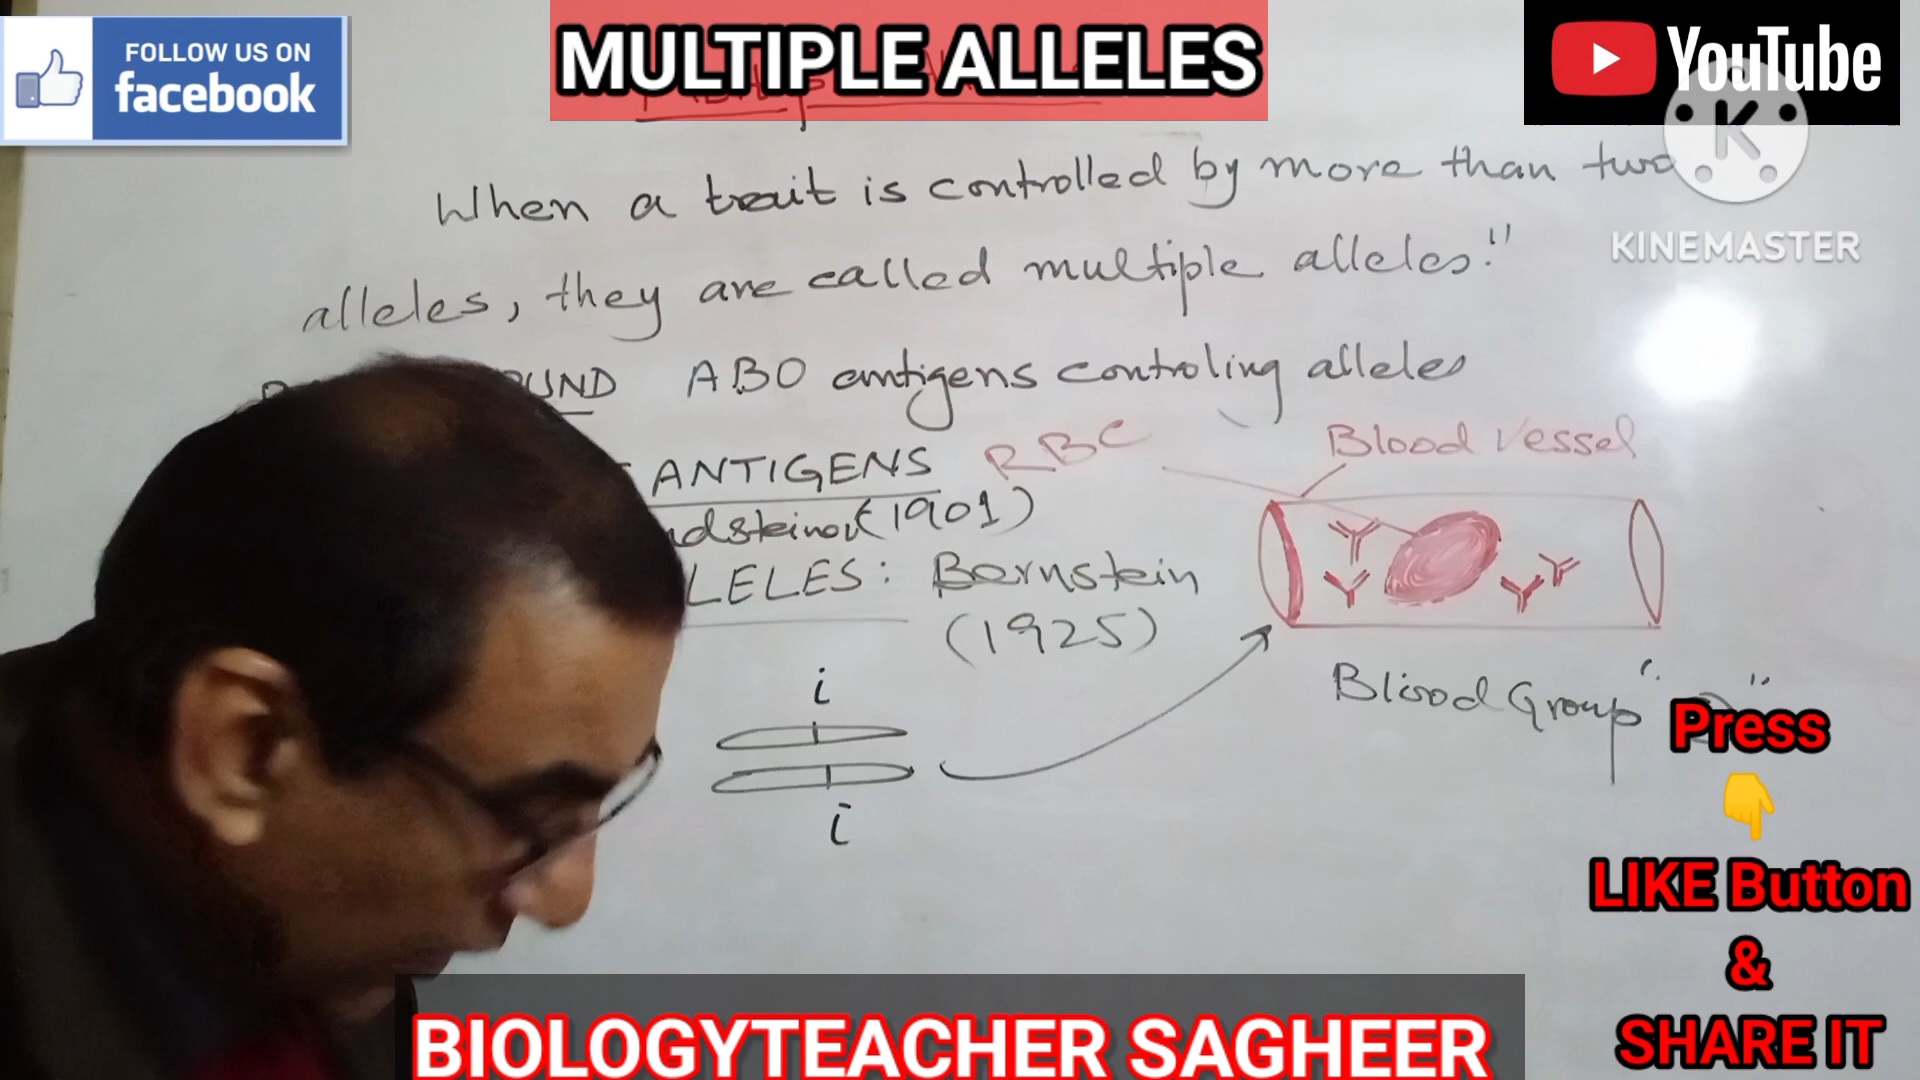 FOLLOW US ON
facebook
MULTIPLE ALLELES
YouTube
K
KINEMASTER
When a trait is controlled by more than two
alleles, they are called multiple alleles."
ABO antigens controling alleles
ANTIGENS
RBC
Blood Vessel
(1901)
LELES: Bernstein
(1925)
i
i
Blood Group
Press
👇
LIKE Button
&
SHARE IT
BIOLOGYTEACHER SAGHEER